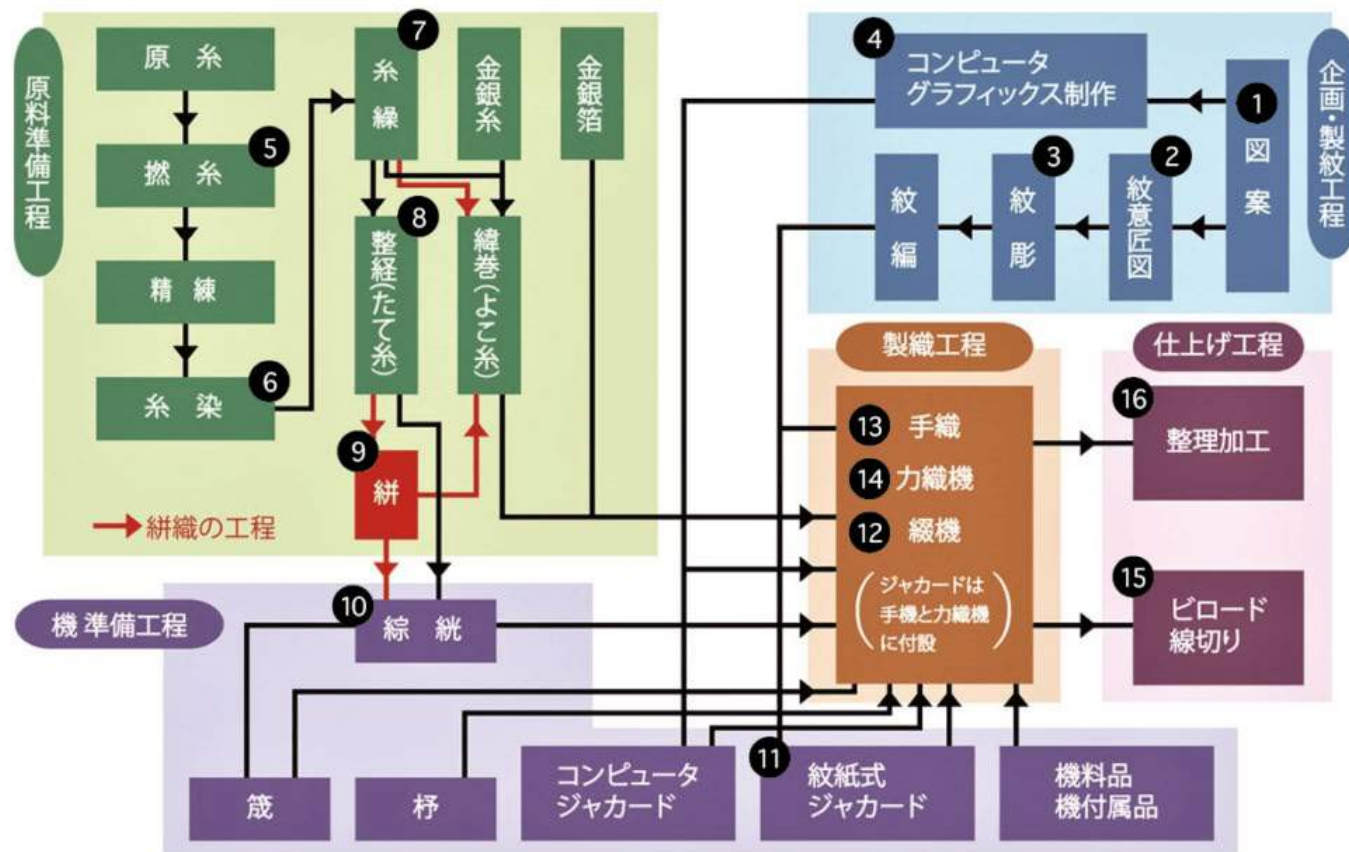 原料準備工程
原糸
5
撚糸
精練
6
糸染
7
糸繰
金銀糸
金銀箔
8
整経(たて糸)
緯巻(よこ糸)
9
絣
絣織の工程
企画・製紋工程
1
図案
4
コンピュータ
グラフィックス制作
2
紋意匠図
3
紋彫
紋編
製織工程
13 手織
14 力織機
12 綴機
(ジャカードは
手機と力織機
に付設)
仕上げ工程
16
整理加工
15
ビロード
線切り
機 準備工程
10
綜絖
筬
杼
コンピュータ
ジャカード
11
紋紙式
ジャカード
機料品
機付属品